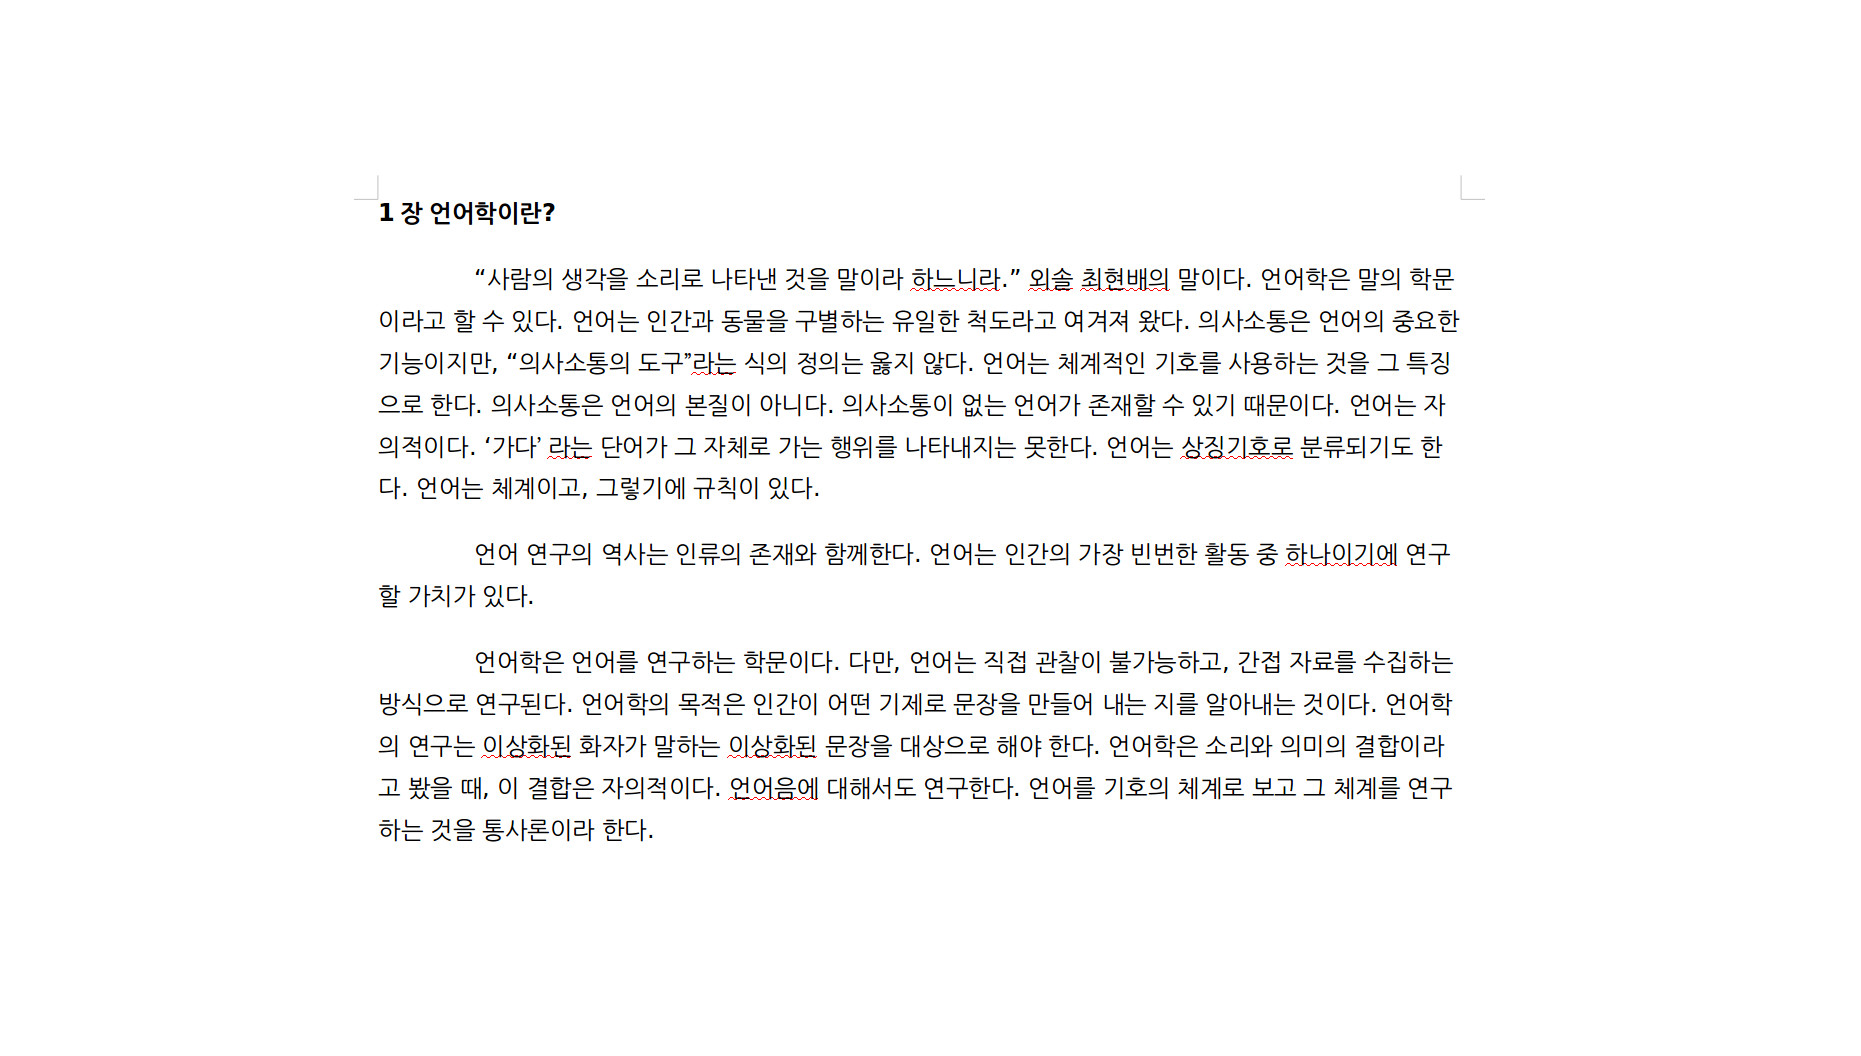 1 장 언어학이란?
“사람의 생각을 소리로 나타낸 것을 말이라 하느니라.” 외솔 최현배의 말이다. 언어학은 말의 학문
이라고 할 수 있다. 언어는 인간과 동물을 구별하는 유일한 척도라고 여겨져 왔다. 의사소통은 언어의 중요한
기능이지만, “의사소통의 도구”라는 식의 정의는 옳지 않다. 언어는 체계적인 기호를 사용하는 것을 그 특징
으로 한다. 의사소통은 언어의 본질이 아니다. 의사소통이 없는 언어가 존재할 수 있기 때문이다. 언어는 자
의적이다. ‘가다’ 라는 단어가 그 자체로 가는 행위를 나타내지는 못한다. 언어는 상징기호로 분류되기도 한
다. 언어는 체계이고, 그렇기에 규칙이 있다.
언어 연구의 역사는 인류의 존재와 함께한다. 언어는 인간의 가장 빈번한 활동 중 하나이기에 연구
할 가치가 있다.
언어학은 언어를 연구하는 학문이다. 다만, 언어는 직접 관찰이 불가능하고, 간접 자료를 수집하는
방식으로 연구된다. 언어학의 목적은 인간이 어떤 기제로 문장을 만들어 내는 지를 알아내는 것이다. 언어학
의 연구는 이상화된 화자가 말하는 이상화된 문장을 대상으로 해야 한다. 언어학은 소리와 의미의 결합이라
고 봤을 때, 이 결합은 자의적이다. 언어음에 대해서도 연구한다. 언어를 기호의 체계로 보고 그 체계를 연구
하는 것을 통사론이라 한다.